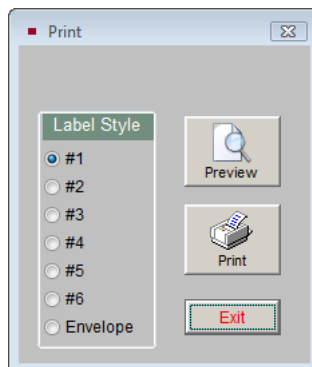 Print
Label Style
#1
#2
#3
#4
#5
#6
Envelope
Preview
Print
Exit